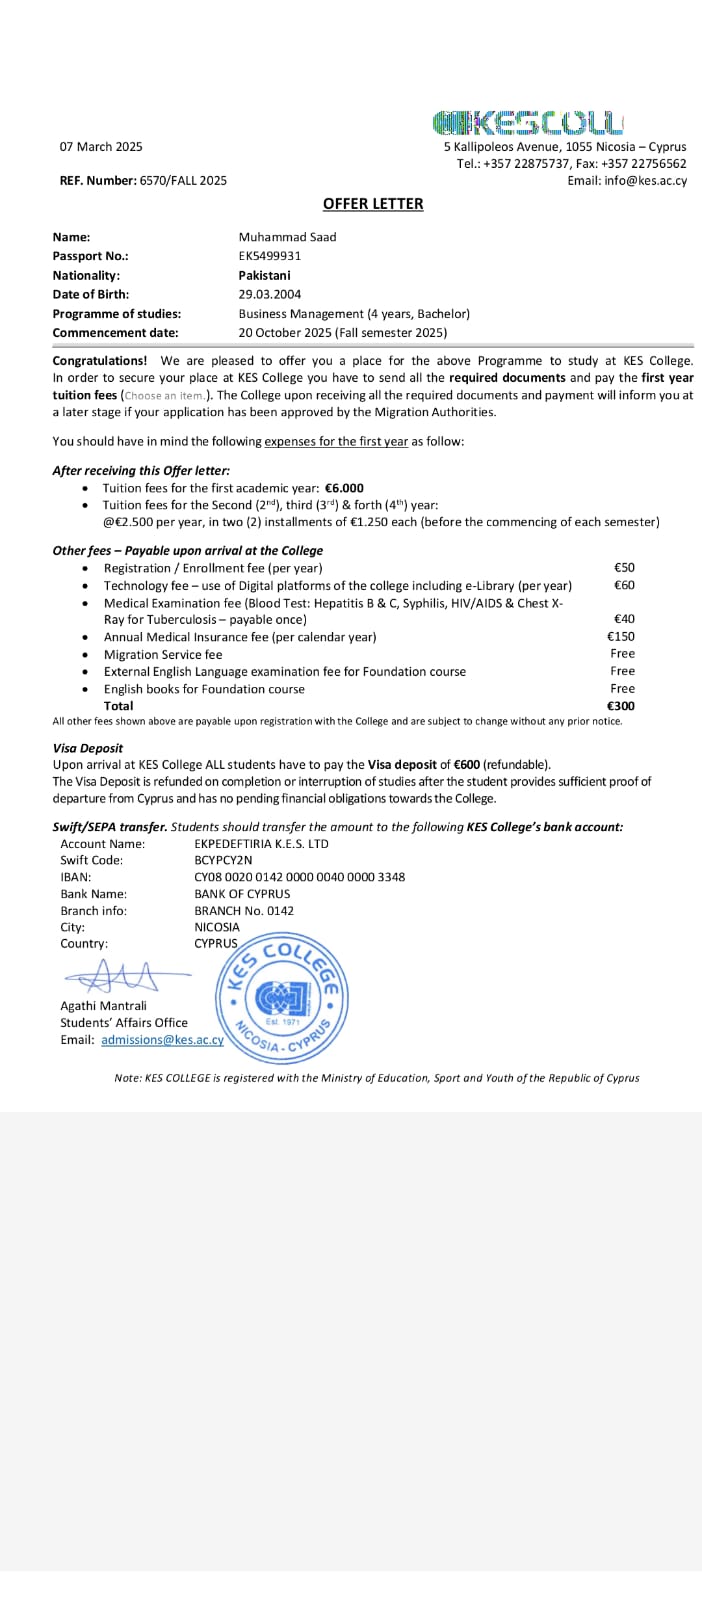 KESCOLL
07 March 2025
5 Kallipoleos Avenue, 1055 Nicosia – Cyprus
Tel.: +357 22875737, Fax: +357 22756562
REF. Number: 6570/FALL 2025
Email: info@kes.ac.cy
OFFER LETTER
Name: Muhammad Saad
Passport No.: EK5499931
Nationality: Pakistani
Date of Birth: 29.03.2004
Programme of studies: Business Management (4 years, Bachelor)
Commencement date: 20 October 2025 (Fall semester 2025)
Congratulations! We are pleased to offer you a place for the above Programme to study at KES College.
In order to secure your place at KES College you have to send all the required documents and pay the first year
tuition fees (Choose an item.). The College upon receiving all the required documents and payment will inform you at
a later stage if your application has been approved by the Migration Authorities.
You should have in mind the following expenses for the first year as follow:
After receiving this Offer letter:
• Tuition fees for the first academic year: €6.000
• Tuition fees for the Second (2nd), third (3rd) & forth (4th) year:
@€2.500 per year, in two (2) installments of €1.250 each (before the commencing of each semester)
Other fees – Payable upon arrival at the College
• Registration / Enrollment fee (per year) €50
• Technology fee – use of Digital platforms of the college including e-Library (per year) €60
• Medical Examination fee (Blood Test: Hepatitis B & C, Syphilis, HIV/AIDS & Chest X-
Ray for Tuberculosis – payable once) €40
• Annual Medical Insurance fee (per calendar year) €150
• Migration Service fee Free
• External English Language examination fee for Foundation course Free
• English books for Foundation course Free
Total €300
All other fees shown above are payable upon registration with the College and are subject to change without any prior notice.
Visa Deposit
Upon arrival at KES College ALL students have to pay the Visa deposit of €600 (refundable).
The Visa Deposit is refunded on completion or interruption of studies after the student provides sufficient proof of
departure from Cyprus and has no pending financial obligations towards the College.
Swift/SEPA transfer. Students should transfer the amount to the following KES College's bank account:
Account Name: EKPEDEFTIRIA K.E.S. LTD
Swift Code: BCYPCY2N
IBAN: CY08 0020 0142 0000 0040 0000 3348
Bank Name: BANK OF CYPRUS
Branch info: BRANCH No. 0142
City: NICOSIA
Country: CYPRUS
KES COLLEGE
Est. 1971
NICOSIA - CYPRUS
Agathi Mantrali
Students' Affairs Office
Email: admissions@kes.ac.cy
Note: KES COLLEGE is registered with the Ministry of Education, Sport and Youth of the Republic of Cyprus